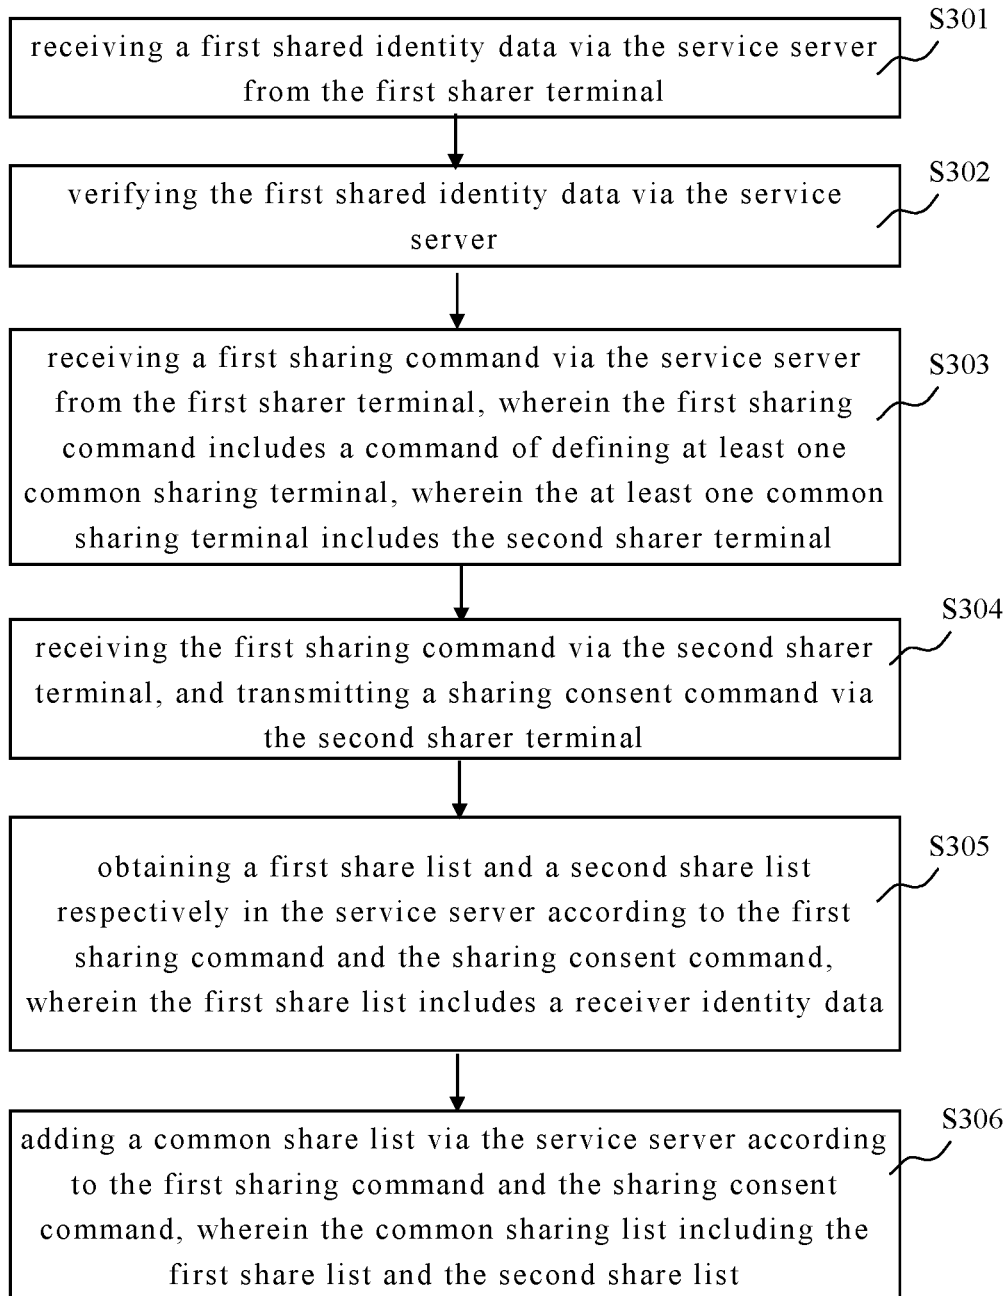 S301
receiving a first shared identity data via the service server
from the first sharer terminal
S302
verifying the first shared identity data via the service
server
S303
receiving a first sharing command via the service server
from the first sharer terminal, wherein the first sharing
command includes a command of defining at least one
common sharing terminal, wherein the at least one common
sharing terminal includes the second sharer terminal
S304
receiving the first sharing command via the second sharer
terminal, and transmitting a sharing consent command via
the second sharer terminal
S305
obtaining a first share list and a second share list
respectively in the service server according to the first
sharing command and the sharing consent command,
wherein the first share list includes a receiver identity data
S306
adding a common share list via the service server according
to the first sharing command and the sharing consent
command, wherein the common sharing list including the
first share list and the second share list